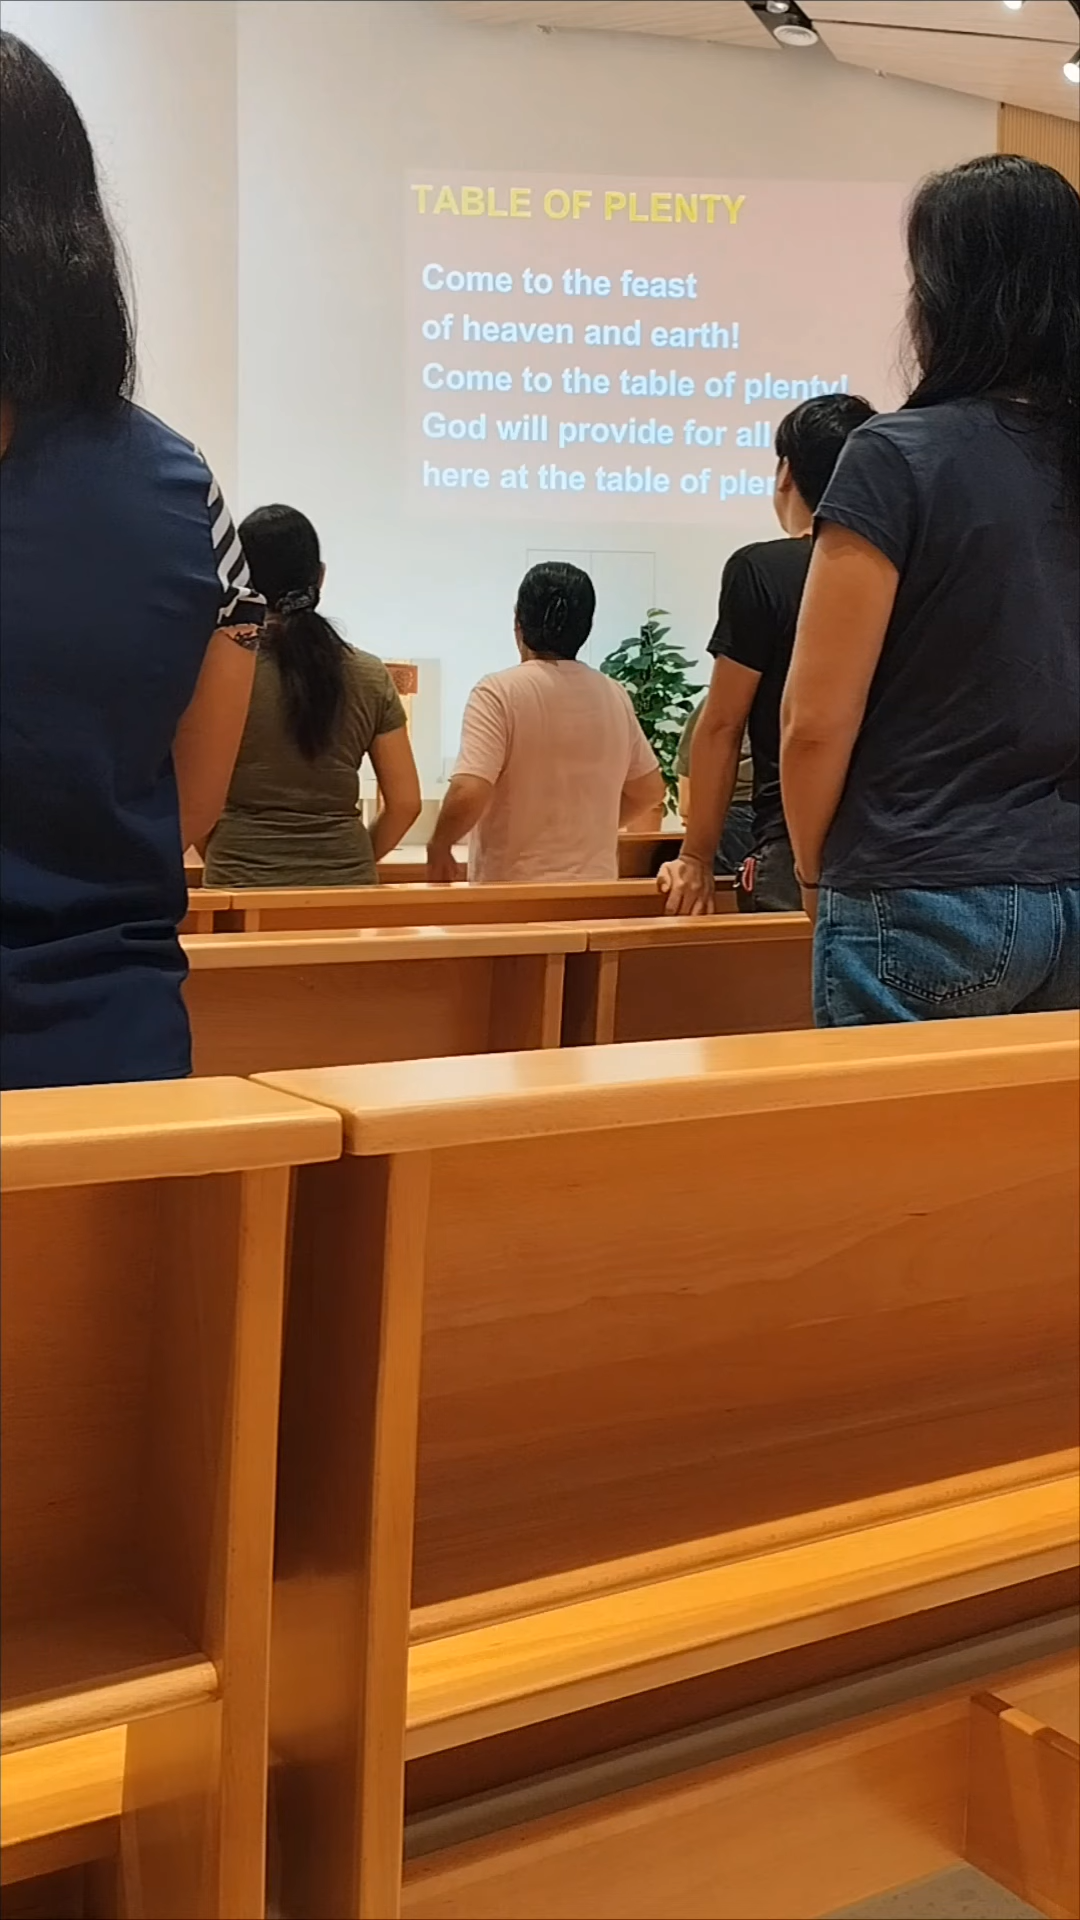 TABLE OF PLENTY
Come to the feast
of heaven and earth!
Come to the table of plenty!
God will provide for all
here at the table of